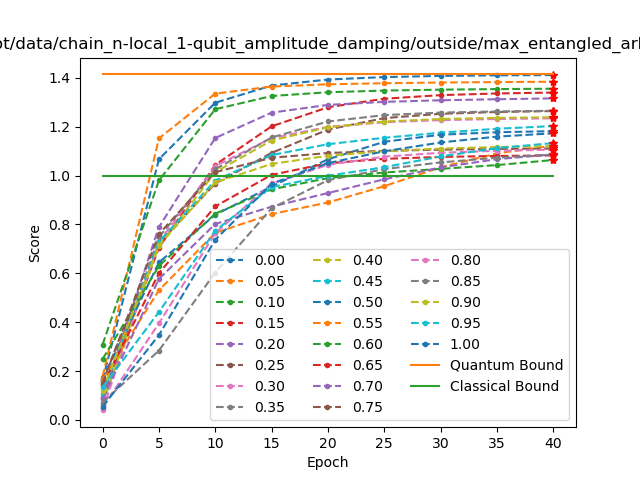 ot/data/chain_n-local_1-qubit_amplitude_damping/outside/max_entangled_arl
Score
1.4
1.2
1.0
0.8
0.6
0.4
0.2
0.0
0 5 10 15 20 25 30 35 40
Epoch
0.00 0.40 0.80
0.05 0.45 0.85
0.10 0.50 0.90
0.15 0.55 0.95
0.20 0.60 1.00
0.25 0.65 Quantum Bound
0.30 0.70 Classical Bound
0.35 0.75